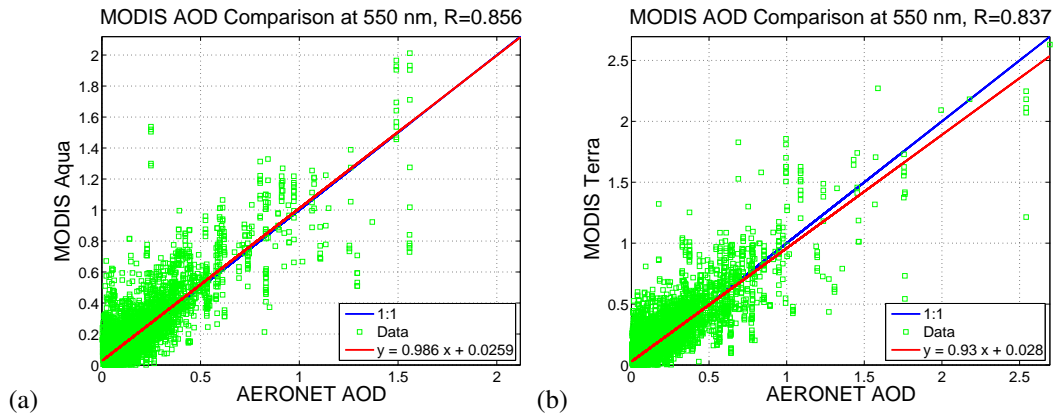 MODIS AOD Comparison at 550 nm, R=0.856
2
1.8
1.6
1.4
1.2
1
0.8
0.6
0.4
0.2
0
MODIS Aqua
0 0.5 1 1.5 2
AERONET AOD
1:1
Data
y = 0.986 x + 0.0259
(a)
MODIS AOD Comparison at 550 nm, R=0.837
2.5
2
1.5
1
0.5
0
MODIS Terra
0 0.5 1 1.5 2 2.5
AERONET AOD
1:1
Data
y = 0.93 x + 0.028
(b)